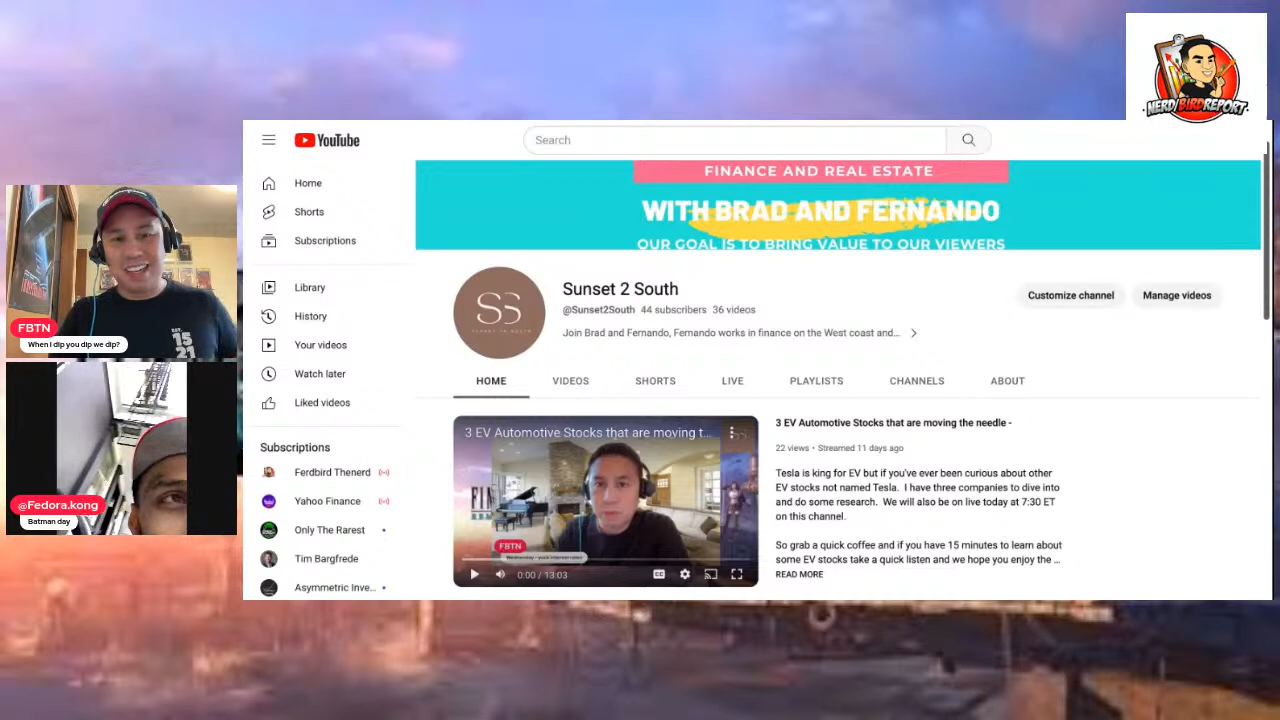 NERD/BIRDREPORT
YouTube
Search
Home
Shorts
Subscriptions
Library
History
Your videos
Watch later
Liked videos
Subscriptions
Ferdbird Thenerd
Yahoo Finance
Only The Rarest
Tim Bargfrede
Asymmetric Inve...
FINANCE AND REAL ESTATE
WITH BRAD AND FERNANDO
OUR GOAL IS TO BRING VALUE TO OUR VIEWERS
SS
Sunset 2 South
@Sunset2South 44 subscribers 36 videos
Join Brad and Fernando, Fernando works in finance on the West coast and...
Customize channel
Manage videos
HOME
VIDEOS
SHORTS
LIVE
PLAYLISTS
CHANNELS
ABOUT
3 EV Automotive Stocks that are moving t...
FIN
FBTN
0:00 / 13:03
3 EV Automotive Stocks that are moving the needle -
22 views • Streamed 11 days ago
Tesla is king for EV but if you've ever been curious about other
EV stocks not named Tesla. I have three companies to dive
into and do some research. We will also be on live today at 7:30 ET
on this channel.
So grab a quick coffee and if you have 15 minutes to learn about
some EV stocks take a quick listen and we hope you enjoy the ...
READ MORE
FBTN
When I dip you dip we dip?
EST.
15
21
@Fedora.kong
Batman day